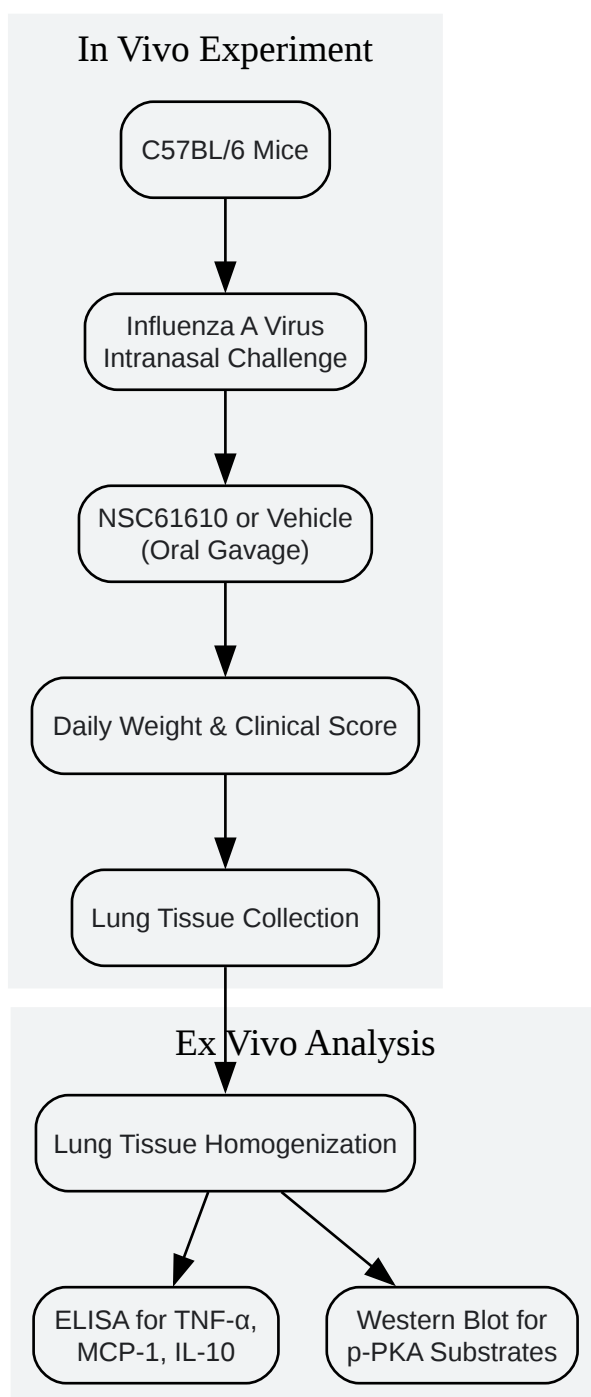 In Vivo Experiment
C57BL/6 Mice
Influenza A Virus
Intranasal Challenge
NSC61610 or Vehicle
(Oral Gavage)
Daily Weight & Clinical Score
Lung Tissue Collection
Ex Vivo Analysis
Lung Tissue Homogenization
ELISA for TNF-α,
MCP-1, IL-10
Western Blot for
p-PKA Substrates